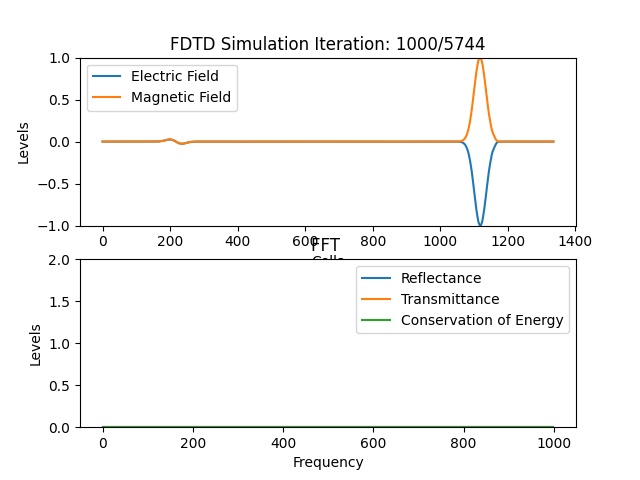 FDTD Simulation Iteration: 1000/5744
Levels
1.0
0.5
0.0
−0.5
−1.0
Electric Field
Magnetic Field
0 200 400 600 800 1000 1200 1400
Cells
FFT
Levels
2.0
1.5
1.0
0.5
0.0
Reflectance
Transmittance
Conservation of Energy
0 200 400 600 800 1000
Frequency